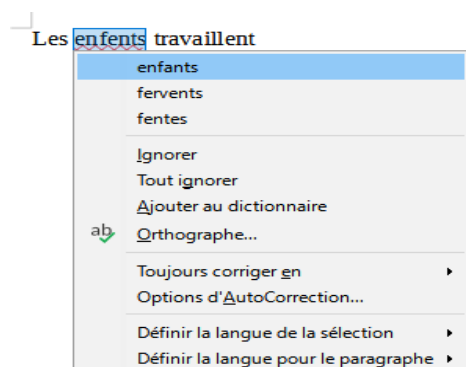 Les enfents travaillent
enfants
fervents
fentes
Ignorer
Tout ignorer
Ajouter au dictionnaire
Orthographe...
Toujours corriger en
Options d'AutoCorrection...
Définir la langue de la sélection
Définir la langue pour le paragraphe